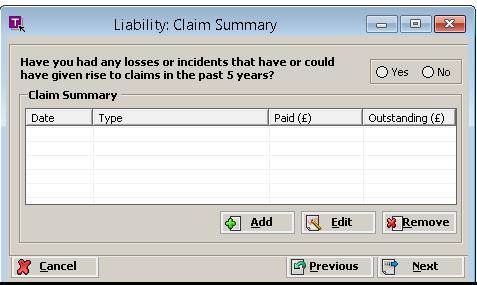 Liability: Claim Summary
Have you had any losses or incidents that have or could
have given rise to claims in the past 5 years?
Yes No
Claim Summary
Date Type Paid (£) Outstanding (£)
Add Edit Remove
Cancel Previous Next